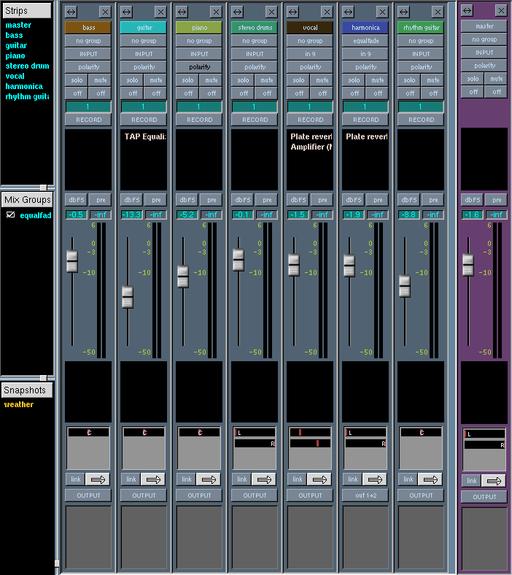 Strips
master
bass
guitar
piano
stereo drum
vocal
harmonica
rhythm guita
Mix Groups
equalfad
Snapshots
weather
bass
no group
INPUT
polarity
solo mute
off off
1
RECORD
dbFS pre
-0.5 -inf
6
0
-3
-10
-50
C
link
OUTPUT
guitar
no group
INPUT
polarity
solo mute
off off
1
RECORD
TAP Equaliz
dbFS pre
-13.3 -inf
6
0
-3
-10
-50
C
link
OUTPUT
piano
no group
INPUT
polarity
solo mute
off off
1
RECORD
dbFS pre
-5.2 -inf
6
0
-3
-10
-50
C
link
OUTPUT
stereo drums
no group
INPUT
polarity
solo mute
off off
1
RECORD
dbFS pre
-0.1 -inf
6
0
-3
-10
-50
L
R
link
OUTPUT
vocal
no group
in 9
polarity
solo mute
off off
1
RECORD
Plate rever
Amplifier (M
dbFS pre
-1.5 -inf
6
0
-3
-10
-50
link
OUTPUT
harmonica
equalfade
in 9
polarity
solo mute
off off
1
RECORD
Plate rever
dbFS pre
-1.9 -inf
6
0
-3
-10
-50
L
R
link
out 1+2
rhythm guitar
no group
INPUT
polarity
solo mute
off off
1
RECORD
dbFS pre
-8.8 -inf
6
0
-3
-10
-50
C
link
OUTPUT
master
no group
INPUT
polarity
solo mute
off off
dbFS pre
-1.6 -inf
6
0
-3
-10
-50
L
R
link
OUTPUT